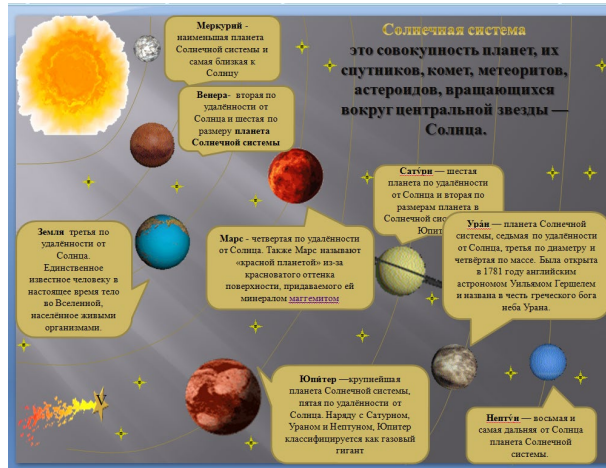 Солнечная система
это совокупность планет, их
спутников, комет, метеоритов,
астероидов, вращающихся
вокруг центральной звезды —
Солнца.
Меркурий -
наименьшая планета
Солнечной системы и
самая близкая к
Солнцу
Венера- вторая по
удалённости от
Солнца и шестая по
размеру планета
Солнечной системы
Земля третья по
удалённости от
Солнца.
Единственное
известное человеку в
настоящее время тело
во Вселенной,
населённое живыми
организмами.
Марс - четвертая по удалённости
от Солнца. Также Марс называют
«красной планетой» из-за
красноватого оттенка
поверхности, придаваемого ей
минералом маггемитом
Сату́рн — шестая
планета по удалённости
от Солнца и вторая по
размерам планета в
Солнечной
Ура́н — планета Солнечной
системы, седьмая по удалённости
от Солнца, третья по диаметру и
четвёртая по массе. Была открыта
в 1781 году английским
астрономом Уильямом Гершелем
и названа в честь греческого бога
неба Урана.
Юпи́тер —крупнейшая
планета Солнечной системы,
пятая по удалённости от
Солнца. Наряду с Сатурном,
Ураном и Нептуном, Юпитер
классифицируется как газовый
гигант
Непту́н — восьмая и
самая дальняя от Солнца
планета Солнечной
системы.
V